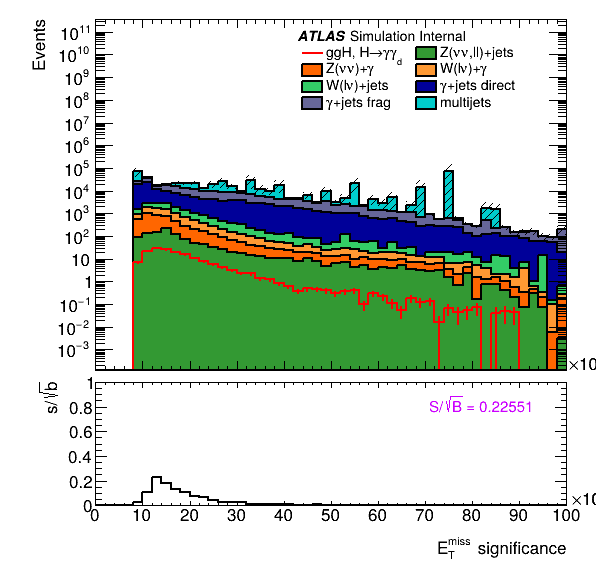 Events
10¹¹
10¹⁰
10⁹
10⁸
10⁷
10⁶
10⁵
10⁴
10³
10²
10
1
10⁻¹
10⁻²
10⁻³
ATLAS Simulation Internal
ggH, H→γγ_d
Z(νν,ll)+jets
Z(νν)+γ
W(lν)+γ
W(lν)+jets
γ+jets direct
γ+jets frag
multijets
×10
s/√b
1
0.8
0.6
0.4
0.2
0
S/√B = 0.22551
×10
0 10 20 30 40 50 60 70 80 90 100
E_T^miss significance